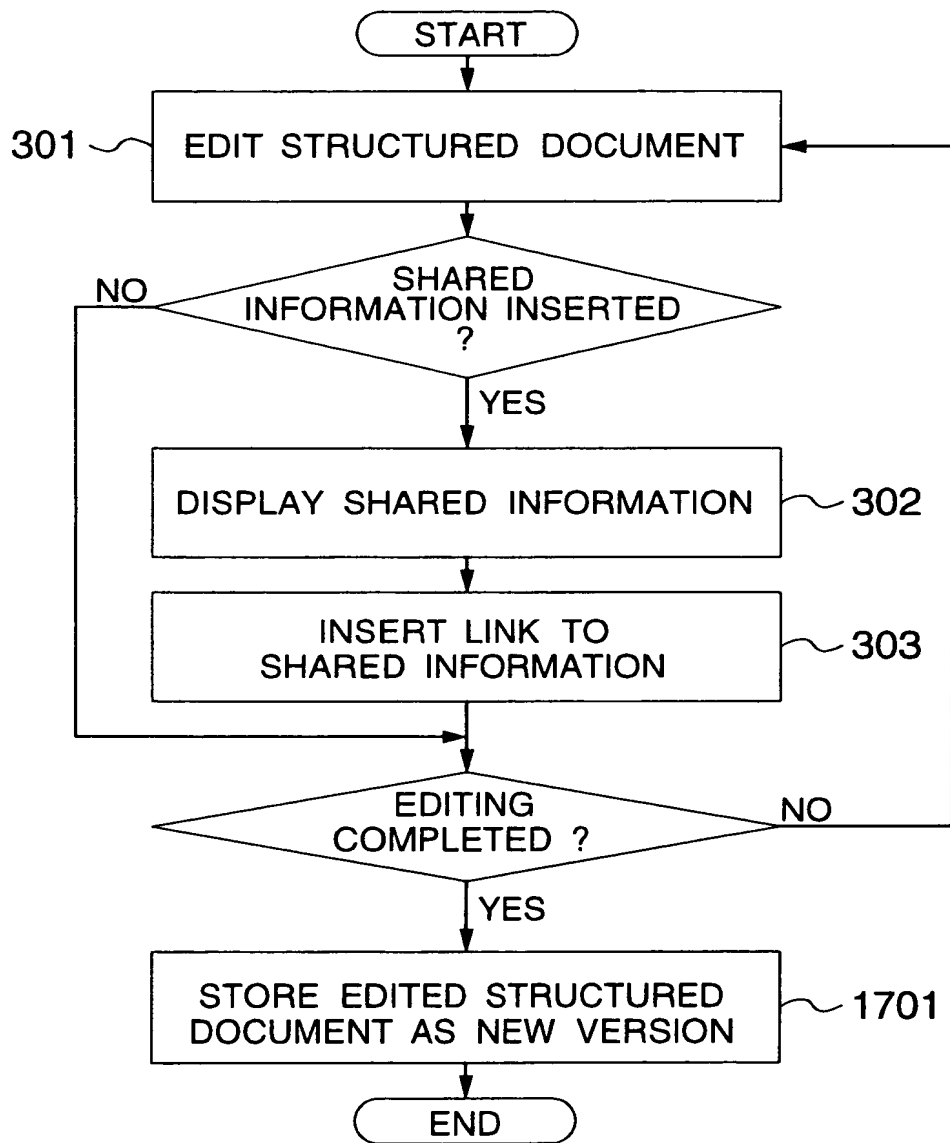 START
301
EDIT STRUCTURED DOCUMENT
SHARED
INFORMATION INSERTED
?
NO
YES
DISPLAY SHARED INFORMATION
302
INSERT LINK TO
SHARED INFORMATION
303
EDITING
COMPLETED ?
NO
YES
STORE EDITED STRUCTURED
DOCUMENT AS NEW VERSION
1701
END